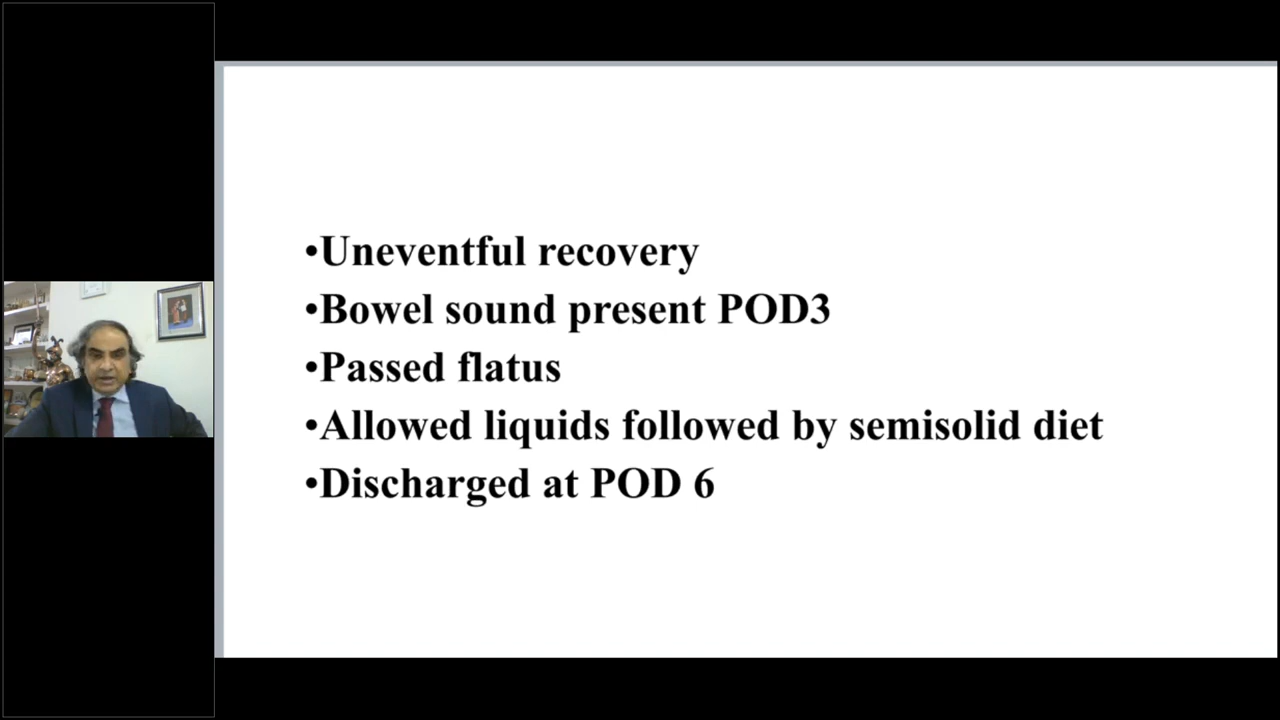 •Uneventful recovery
•Bowel sound present POD3
•Passed flatus
•Allowed liquids followed by semisolid diet
•Discharged at POD 6